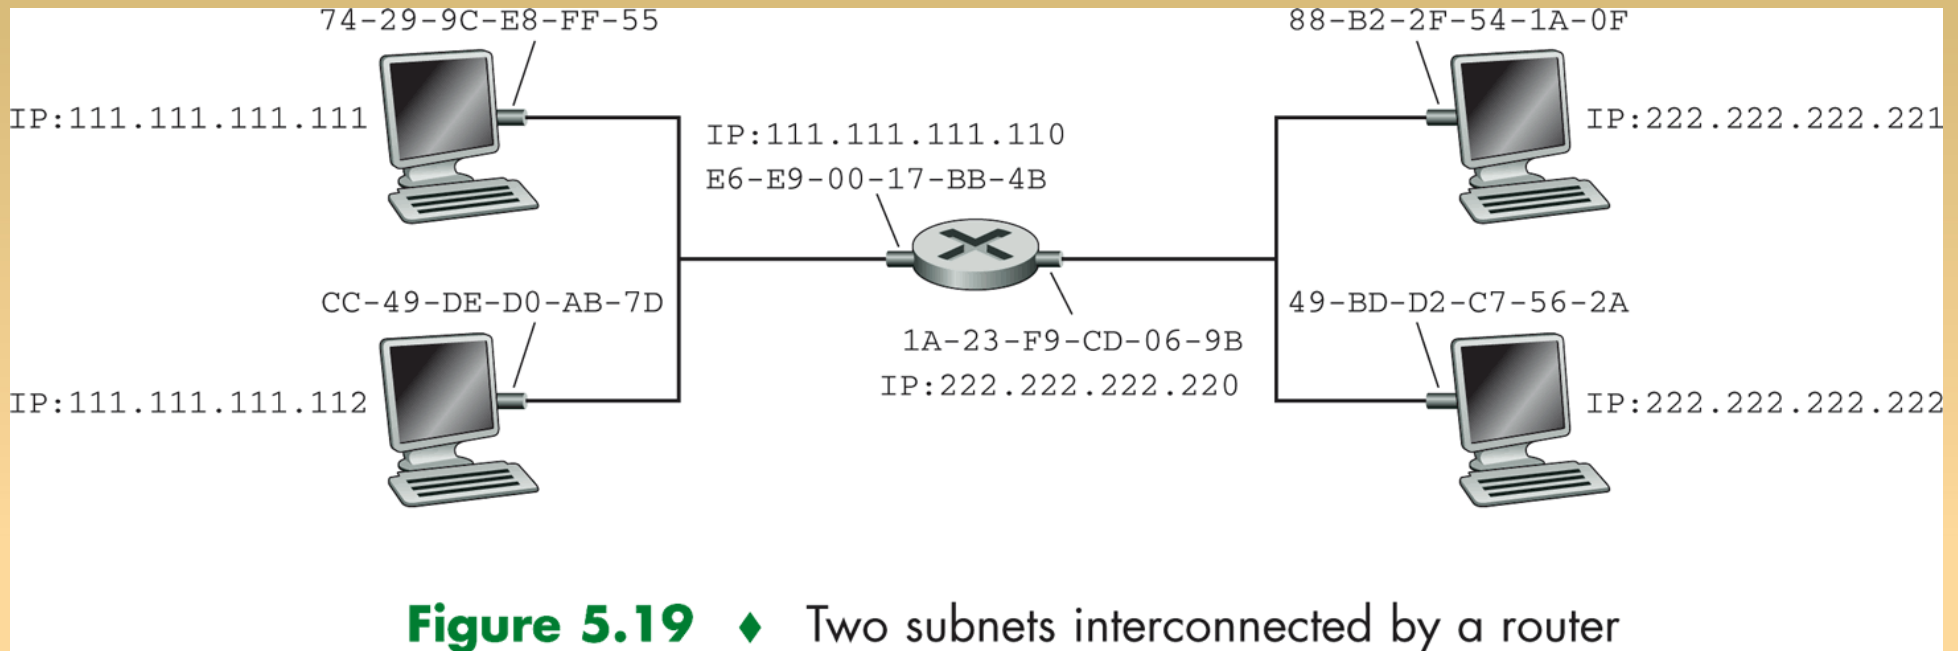 74-29-9C-E8-FF-55
88-B2-2F-54-1A-0F
IP:111.111.111.111
IP:222.222.222.221
IP:111.111.111.110
E6-E9-00-17-BB-4B
CC-49-DE-D0-AB-7D
49-BD-D2-C7-56-2A
1A-23-F9-CD-06-9B
IP:222.222.222.220
IP:111.111.111.112
IP:222.222.222.222
Figure 5.19 ♦ Two subnets interconnected by a router